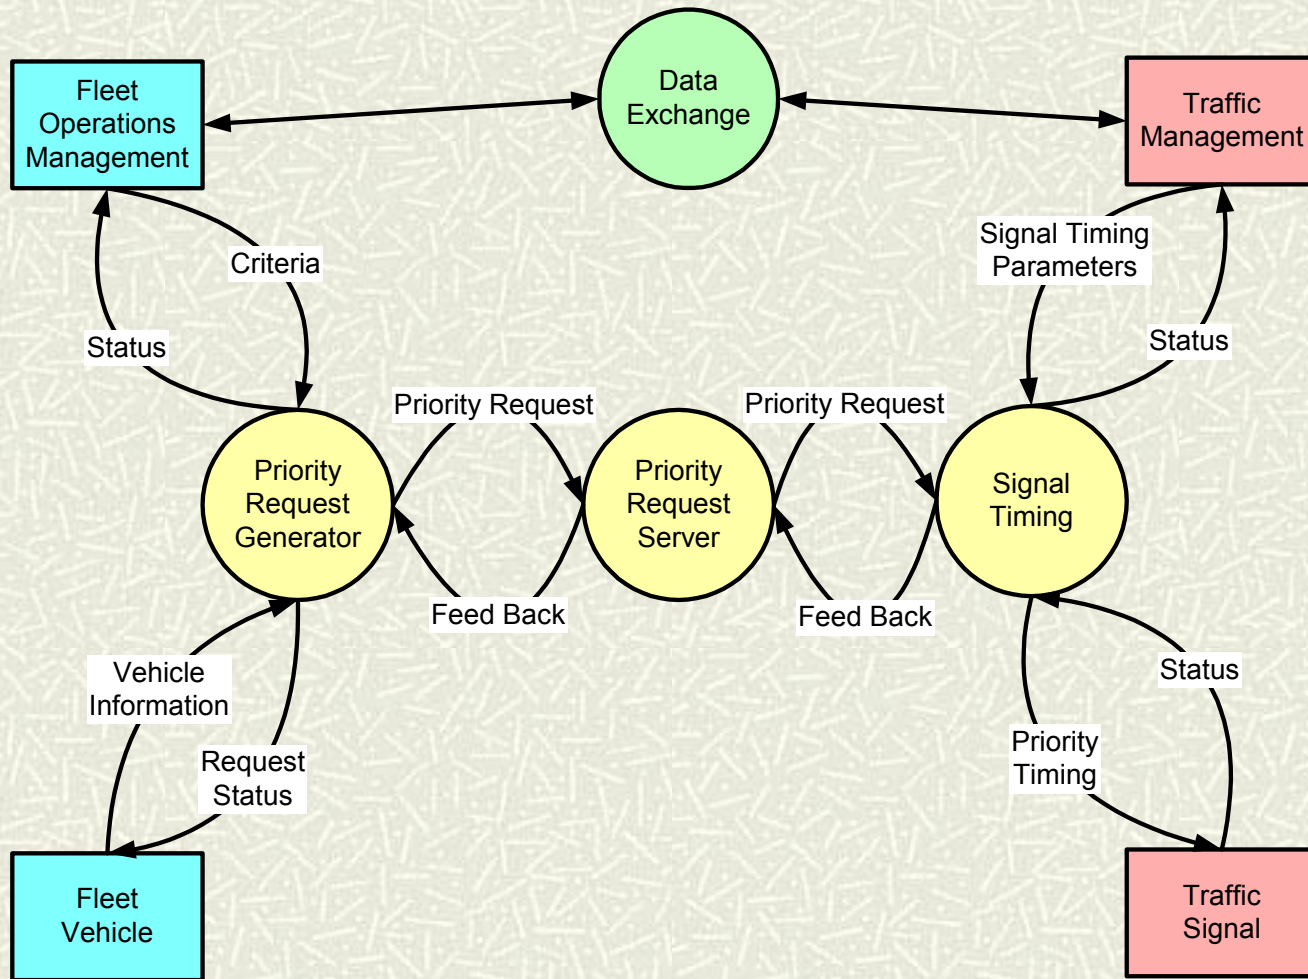 Fleet
Operations
Management
Data
Exchange
Traffic
Management
Criteria
Status
Signal Timing
Parameters
Status
Priority Request
Priority Request
Priority
Request
Generator
Priority
Request
Server
Signal
Timing
Feed Back
Feed Back
Vehicle
Information
Request
Status
Status
Priority
Timing
Fleet
Vehicle
Traffic
Signal